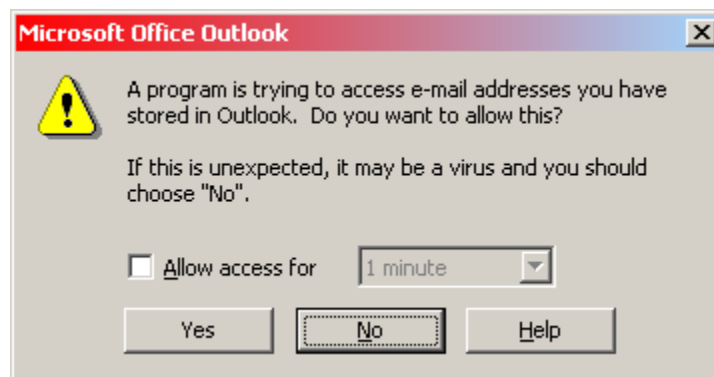 Microsoft Office Outlook
A program is trying to access e-mail addresses you have
stored in Outlook.  Do you want to allow this?
If this is unexpected, it may be a virus and you should
choose "No".
Allow access for 1 minute
Yes No Help